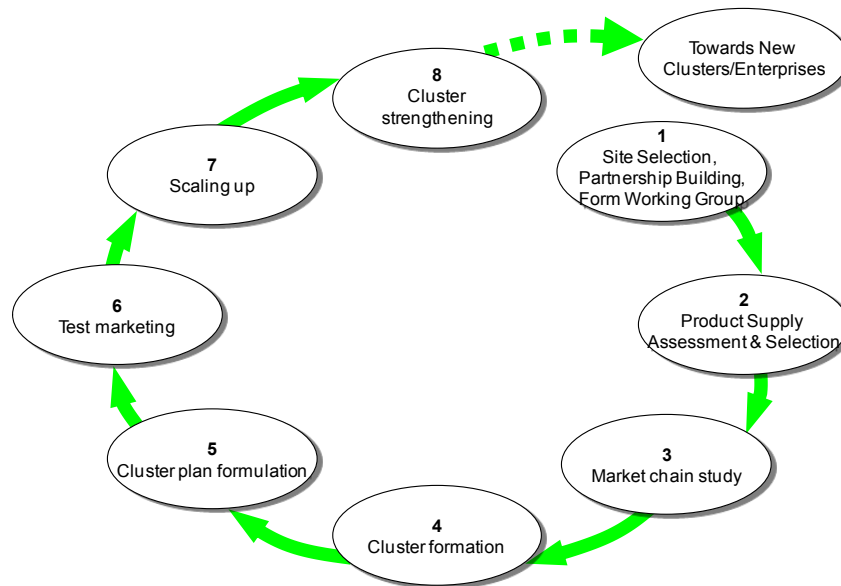 Towards New
Clusters/Enterprises
1
Site Selection,
Partnership Building,
Form Working Group,
2
Product Supply
Assessment & Selection
3
Market chain study
4
Cluster formation
5
Cluster plan formulation
6
Test marketing
7
Scaling up
8
Cluster
strengthening